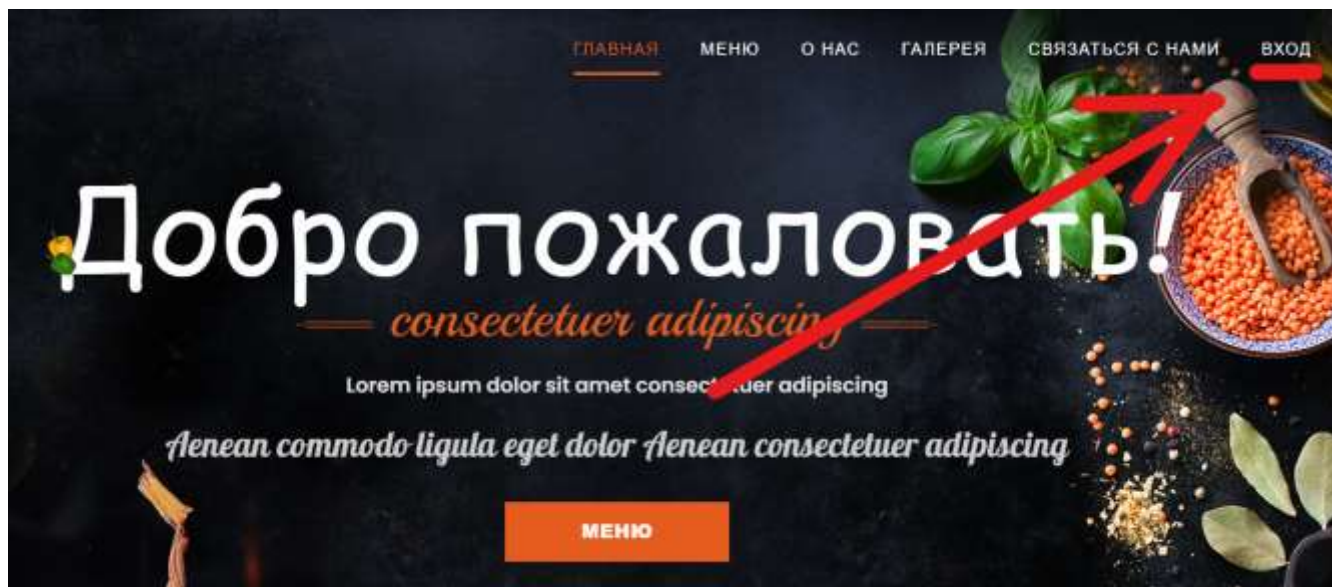 ГЛАВНАЯ МЕНЮ О НАС ГАЛЕРЕЯ СВЯЗАТЬСЯ С НАМИ ВХОД
Добро пожаловать!
consectetuer adipiscing
Lorem ipsum dolor sit amet consectetuer adipiscing
Aenean commodo ligula eget dolor Aenean consectetuer adipiscing
МЕНЮ